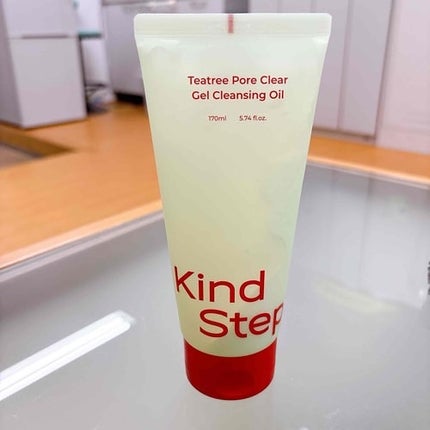 Teatree Pore Clear
Gel Cleansing Oil
170ml 5.74 fl.oz.
Kind
Step